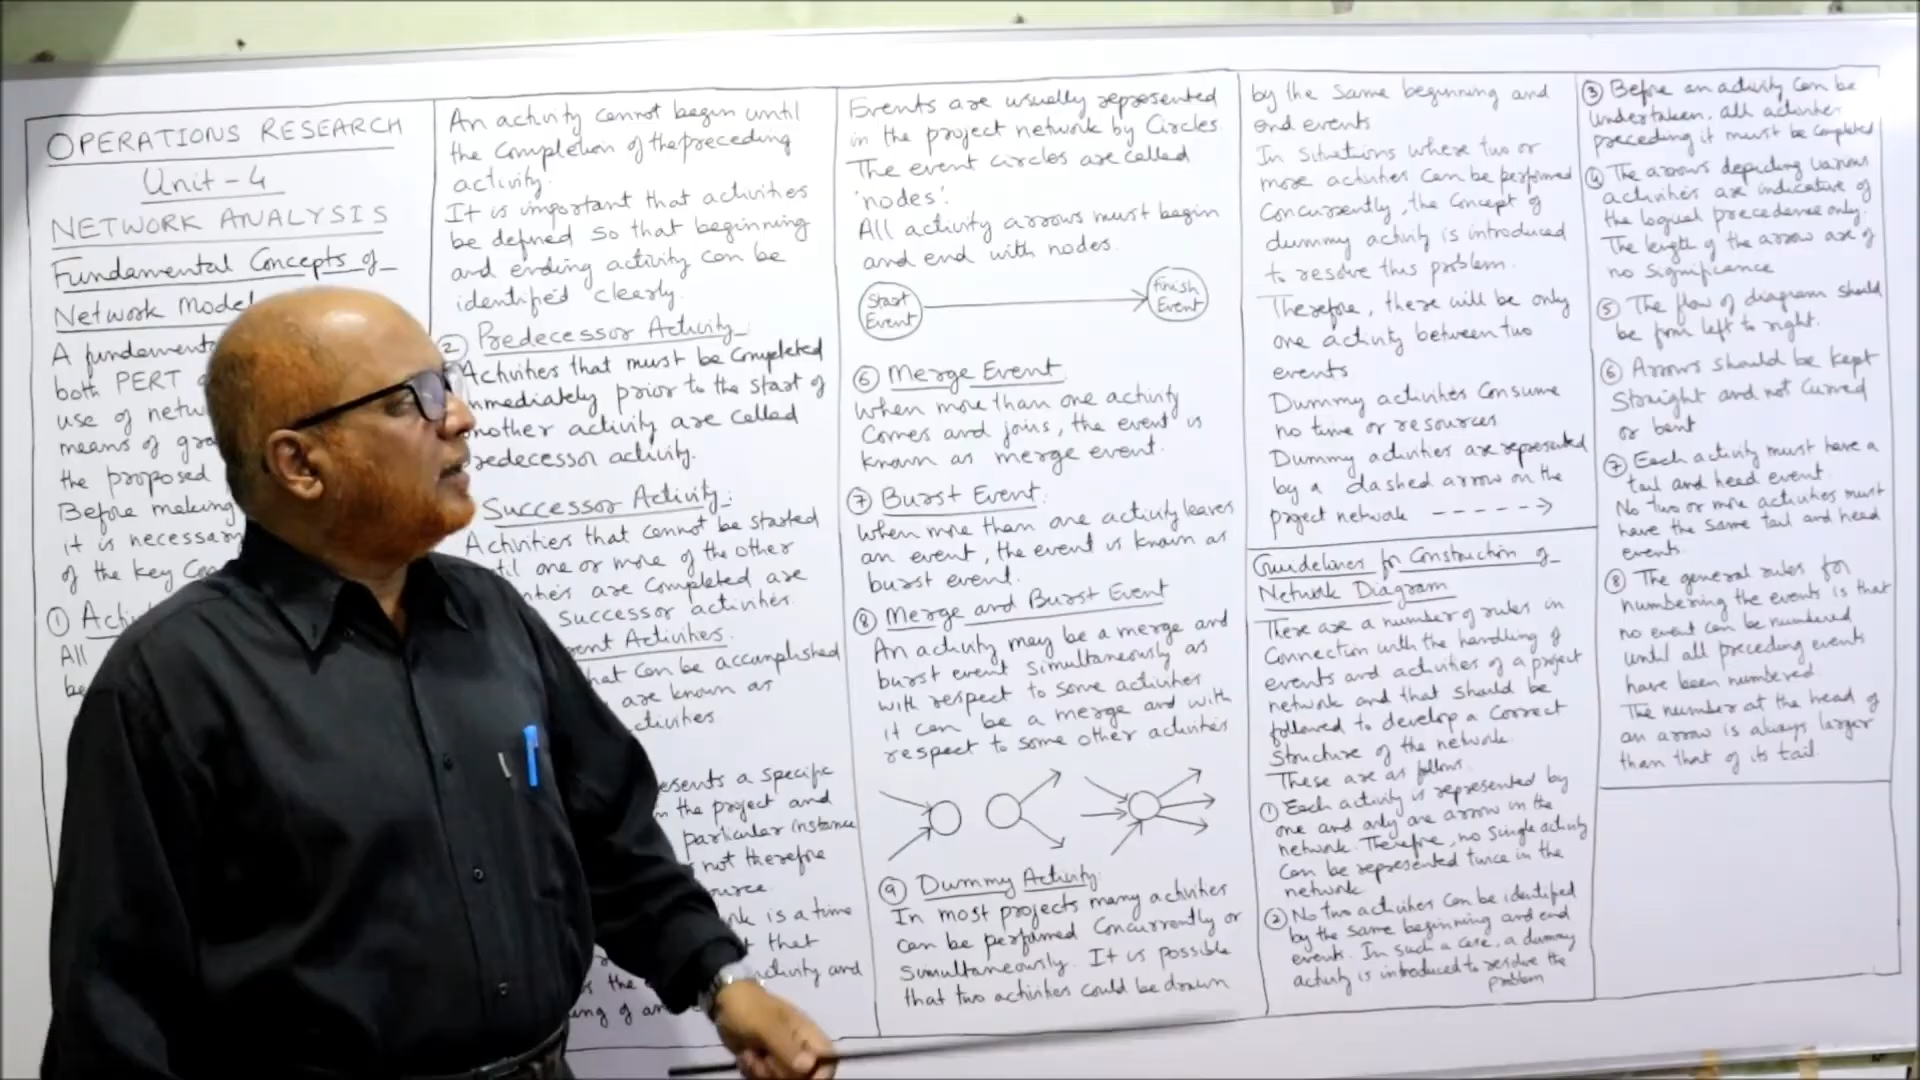 OPERATIONS RESEARCH
Unit-4
NETWORK ANALYSIS
Fundamental Concepts of
Network Model
A fundament
both PERT
use of netw
means of gra
the proposed
Before making
it is necessary
of the key Co
① Activ
All
be
An activity cannot begin until
the completion of the preceding
activity.
It is important that activities
be defined so that beginning
and ending activity can be
identified clearly.
② Predecessor Activity:
Activities that must be completed
immediately prior to the start of
nother activity are called
redecessor activity.
Successor Activity:
Activities that cannot be started
til one or more of the other
are completed are
successor activities.
rent Activities.
hat can be accomplished
are known as
ctivities
esents a specific
in the project and
particular instance
not therefore
ource.
is a time
that
activity and
the
ing of an
Events are usually represented
in the project network by Circles.
The event circles are called
'nodes'.
All activity arrows must begin
and end with nodes.
Start Event
Finish Event
⑥ Merge Event
When more than one activity
comes and joins, the event is
known as merge event.
⑦ Burst Event:
When more than one activity leaves
an event, the event is known as
burst event.
⑧ Merge and Burst Event
An activity may be a merge and
burst event simultaneously as
with respect to some activities
it can be a merge and with
respect to some other activities
⑨ Dummy Activity:
In most projects many activities
can be performed concurrently or
simultaneously. It is possible
that two activities could be drawn
by the same beginning and
end events
In situations where two or
more activities can be performed
concurrently, the concept of
dummy activity is introduced
to resolve this problem.
Therefore, there will be only
one activity between two
events
Dummy activities consume
no time or resources
Dummy activities are represented
by a dashed arrow on the
project network ------>
Guidelines for Construction of
Network Diagram
There are a number of rules in
connection with the handling of
events and activities of a project
network and that should be
followed to develop a correct
structure of the network.
These are as follows.
① Each activity is represented by
one and only one arrow in the
network. Therefore, no single activity
can be represented twice in the
network
② No two activities can be identified
by the same beginning and end
events. In such a case, a dummy
activity is introduced to resolve the
problem
③ Before an activity can be
undertaken, all activities
preceding it must be completed
④ The arrows depicting various
activities are indicative of
the logical precedence only.
The length of the arrow are of
no significance
⑤ The flow of diagram should
be from left to right.
⑥ Arrows should be kept
straight and not curved
or bent
⑦ Each activity must have a
tail and head event.
No two or more activities must
have the same tail and head
events.
⑧ The general rules for
numbering the events is that
no event can be numbered
until all preceding events
have been numbered
The number at the head of
an arrow is always larger
than that of its tail.